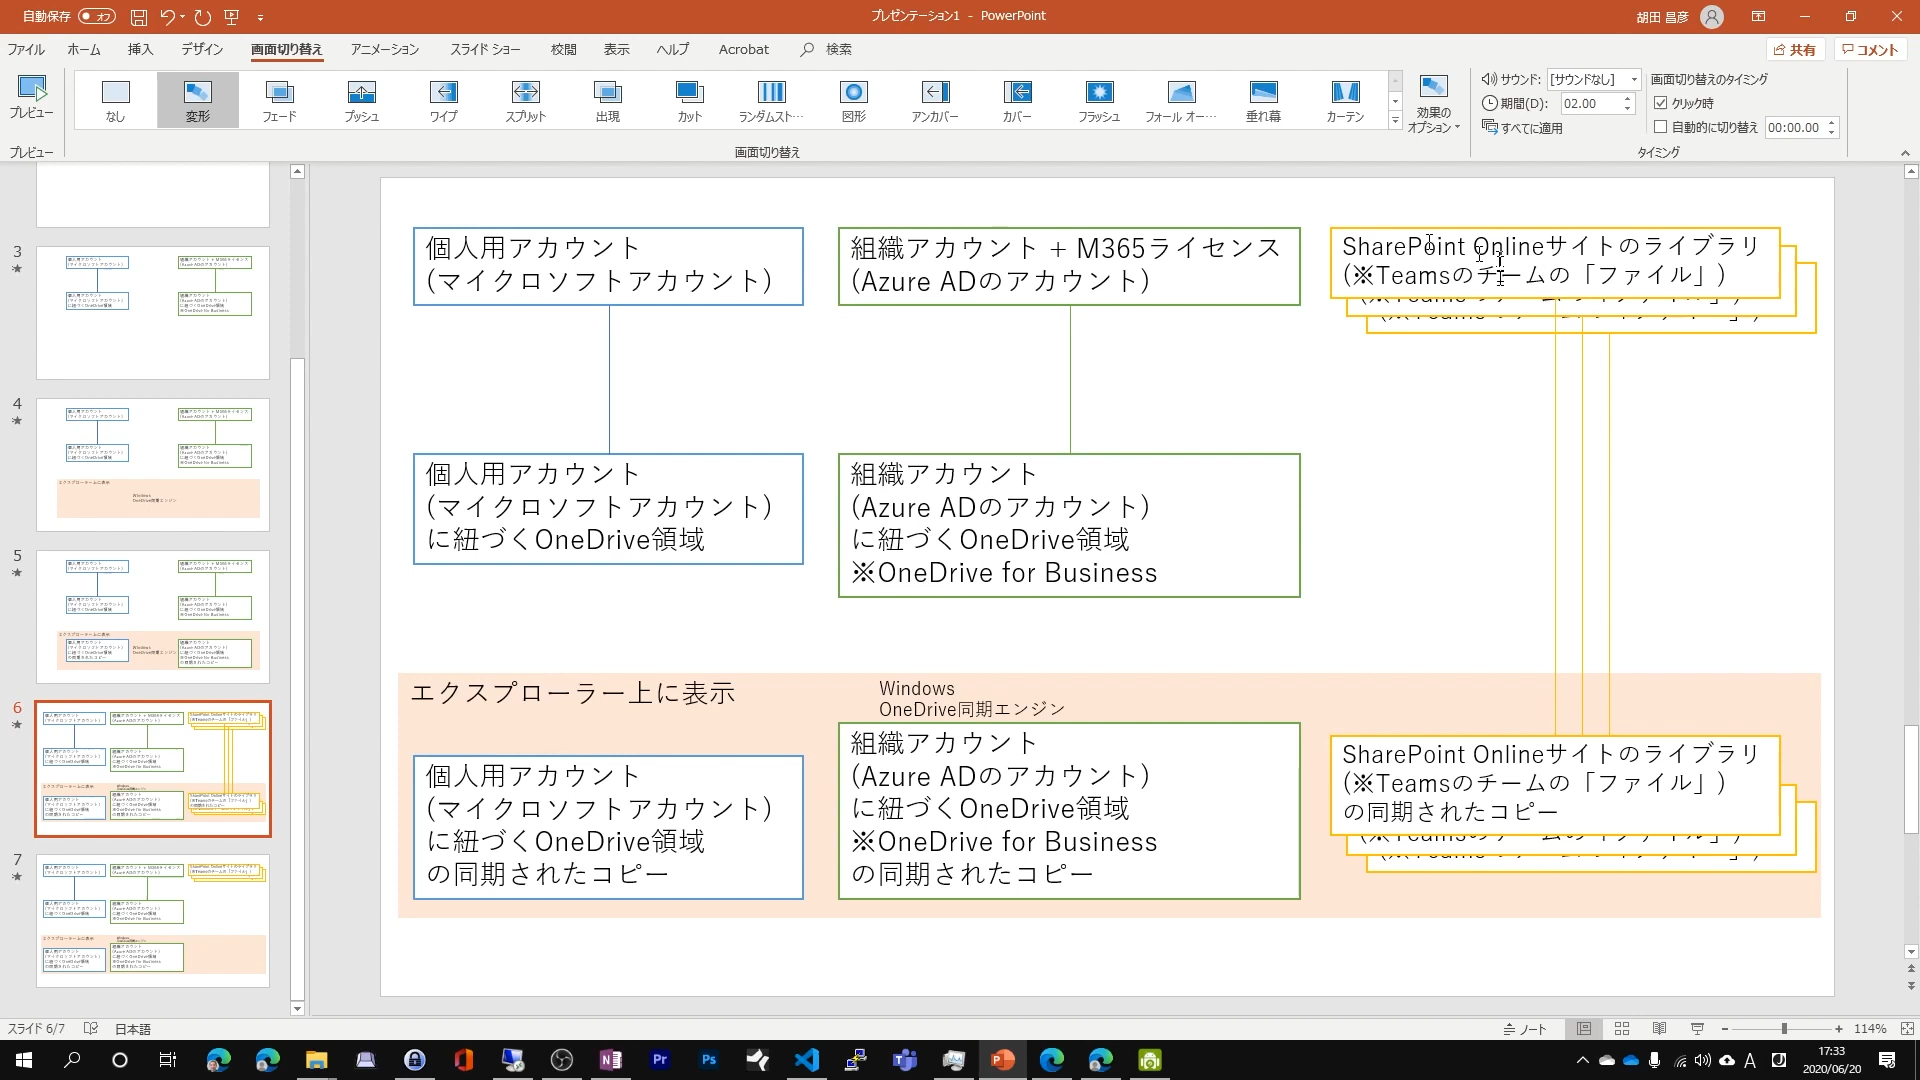 自動保存 オフ
プレゼンテーション1 - PowerPoint
胡田 昌彦
ファイル ホーム 挿入 デザイン 画面切り替え アニメーション スライド ショー 校閲 表示 ヘルプ Acrobat 検索
共有 コメント
プレビュー
なし 変形 フェード プッシュ ワイプ スプリット 出現 カット ランダムスト… 図形 アンカバー カバー フラッシュ フォール オー… 垂れ幕 カーテン
効果の
オプション
サウンド: [サウンドなし]
期間(D): 02.00
すべてに適用
画面切り替えのタイミング
クリック時
自動的に切り替え 00:00.00
プレビュー
画面切り替え
タイミング
3
4
5
6
7
個人用アカウント
(マイクロソフトアカウント)
組織アカウント + M365ライセンス
(Azure ADのアカウント)
SharePoint Onlineサイトのライブラリ
(※Teamsのチームの「ファイル」)
個人用アカウント
(マイクロソフトアカウント)
に紐づくOneDrive領域
組織アカウント
(Azure ADのアカウント)
に紐づくOneDrive領域
※OneDrive for Business
エクスプローラー上に表示
Windows
OneDrive同期エンジン
個人用アカウント
(マイクロソフトアカウント)
に紐づくOneDrive領域
の同期されたコピー
組織アカウント
(Azure ADのアカウント)
に紐づくOneDrive領域
※OneDrive for Business
の同期されたコピー
SharePoint Onlineサイトのライブラリ
(※Teamsのチームの「ファイル」)
の同期されたコピー
スライド 6/7
日本語
ノート
114%
A
17:33
2020/06/20